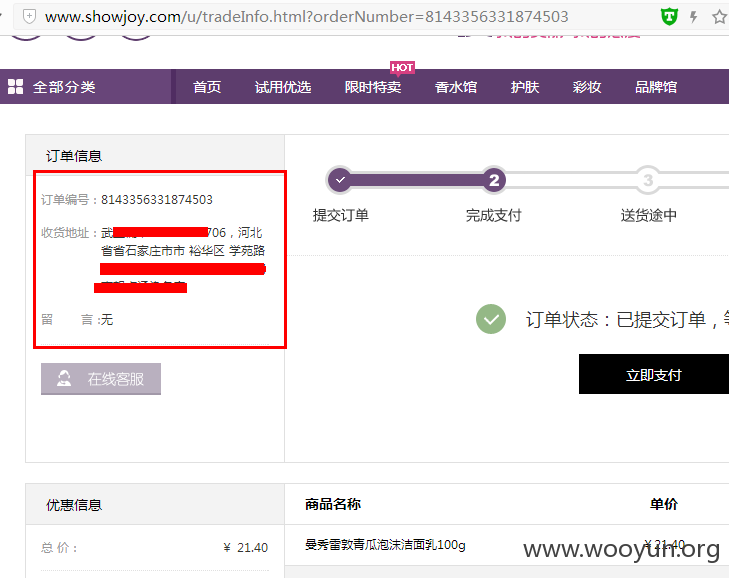 www.showjoy.com/u/tradeInfo.html?orderNumber=8143356331874503
HOT
全部分类 首页 试用优选 限时特卖 香水馆 护肤 彩妆 品牌馆
订单信息
订单编号：8143356331874503
收货地址：武 706，河北
省省石家庄市市 裕华区 学苑路
留 言：无
在线客服
2 3
提交订单 完成支付 送货途中
订单状态：已提交订单，
立即支付
优惠信息
总 价： ¥ 21.40
商品名称 单价
曼秀雷敦青瓜泡沫洁面乳100g ¥ 21.40
www.wooyun.org